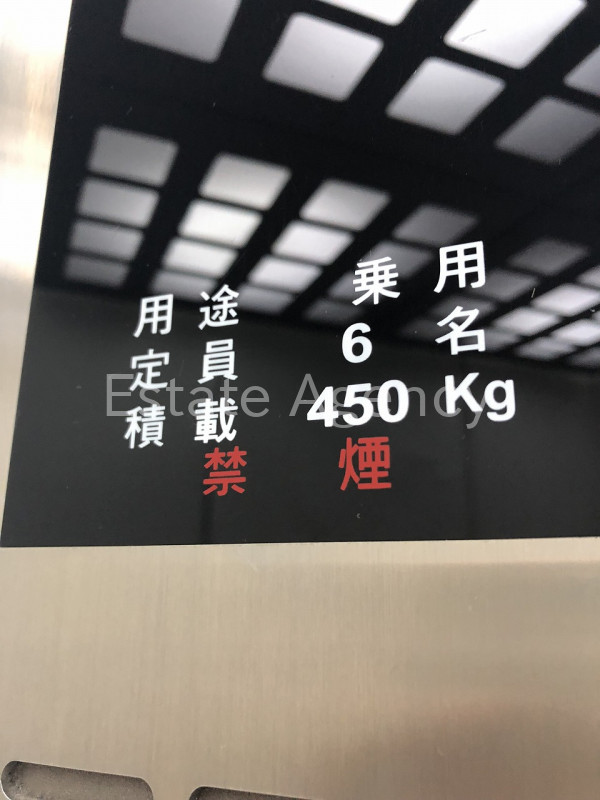 用途 乗用
定員 6名
積載 450Kg
禁煙
Estate Agency